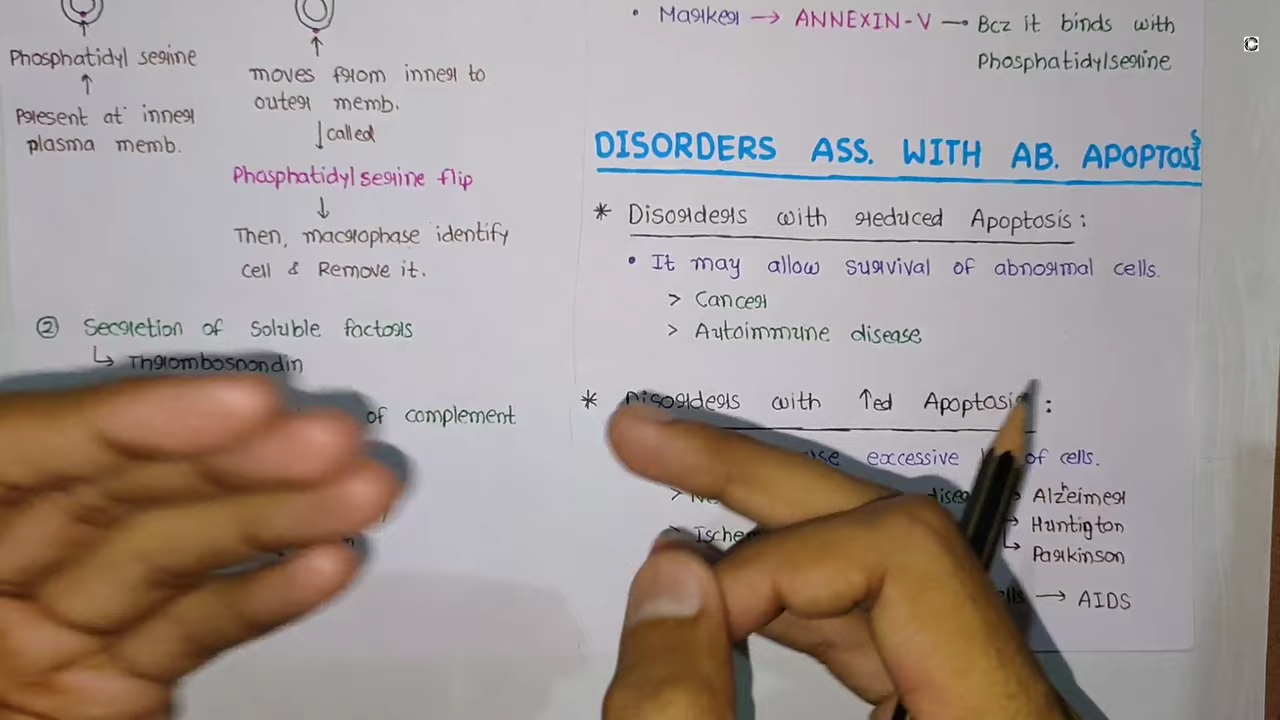 Phosphatidyl serine
Present at inner
plasma memb.
moves from inner to
outer memb.
called
Phosphatidyl serine flip
Then, macrophase identify
cell & Remove it.
② Secretion of soluble factors
Thrombospondin
of complement
• Marker → ANNEXIN-V — Bcz it binds with
Phosphatidylserine
DISORDERS ASS. WITH AB. APOPTOSIS
* Disorders with reduced Apoptosis:
• It may allow survival of abnormal cells.
> Cancer
> Autoimmune disease
* Disorders with ↑ed Apoptosis:
excessive of cells.
Alzheimer
Huntigton
Parkinson
→ AIDS